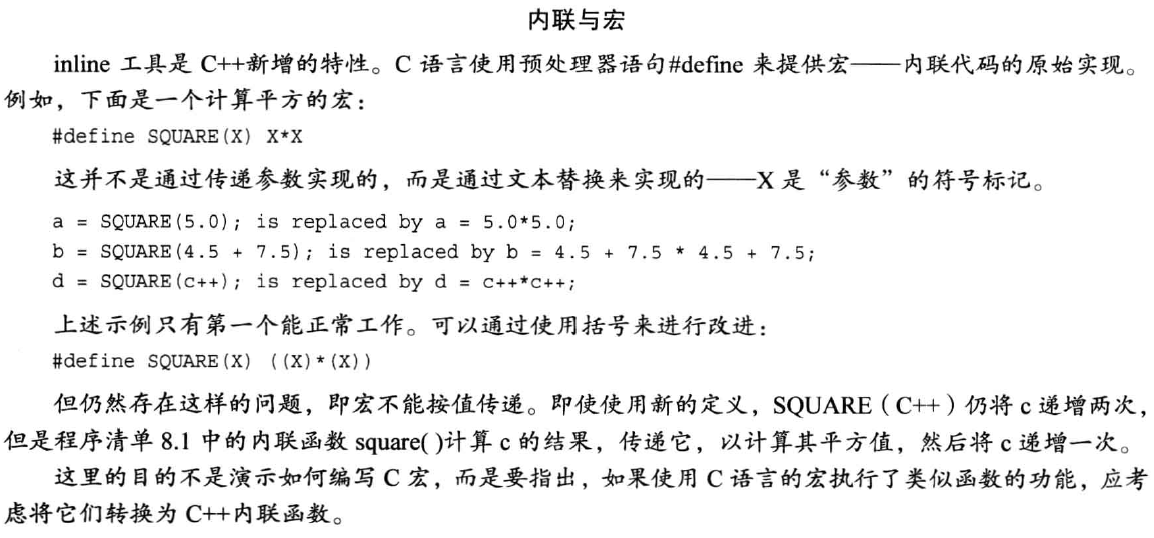 内联与宏
inline 工具是 C++新增的特性。C 语言使用预处理器语句#define 来提供宏——内联代码的原始实现。
例如，下面是一个计算平方的宏：
#define SQUARE(X) X*X
这并不是通过传递参数实现的，而是通过文本替换来实现的——X 是“参数”的符号标记。
a = SQUARE(5.0); is replaced by a = 5.0*5.0;
b = SQUARE(4.5 + 7.5); is replaced by b = 4.5 + 7.5 * 4.5 + 7.5;
d = SQUARE(c++); is replaced by d = c++*c++;
上述示例只有第一个能正常工作。可以通过使用括号来进行改进：
#define SQUARE(X) ((X)*(X))
但仍然存在这样的问题，即宏不能按值传递。即使使用新的定义，SQUARE（C++）仍将 c 递增两次，
但是程序清单 8.1 中的内联函数 square( )计算 c 的结果，传递它，以计算其平方值，然后将 c 递增一次。
这里的目的不是演示如何编写 C 宏，而是要指出，如果使用 C 语言的宏执行了类似函数的功能，应考
虑将它们转换为 C++内联函数。